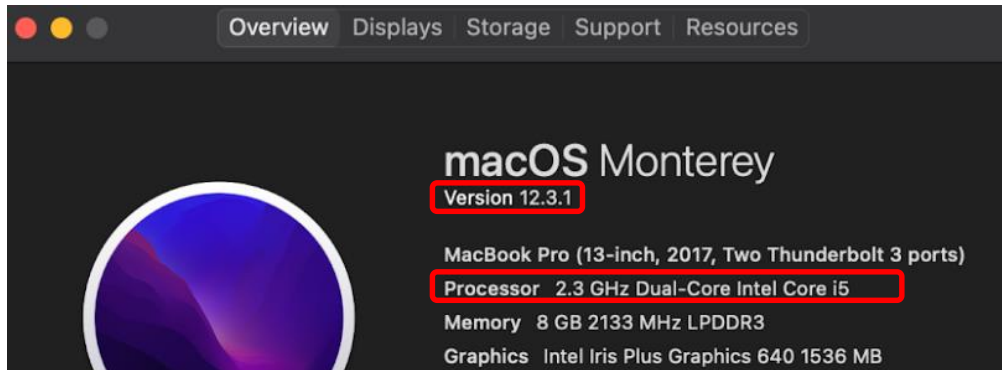 Overview Displays Storage Support Resources
macOS Monterey
Version 12.3.1
MacBook Pro (13-inch, 2017, Two Thunderbolt 3 ports)
Processor 2.3 GHz Dual-Core Intel Core i5
Memory 8 GB 2133 MHz LPDDR3
Graphics Intel Iris Plus Graphics 640 1536 MB